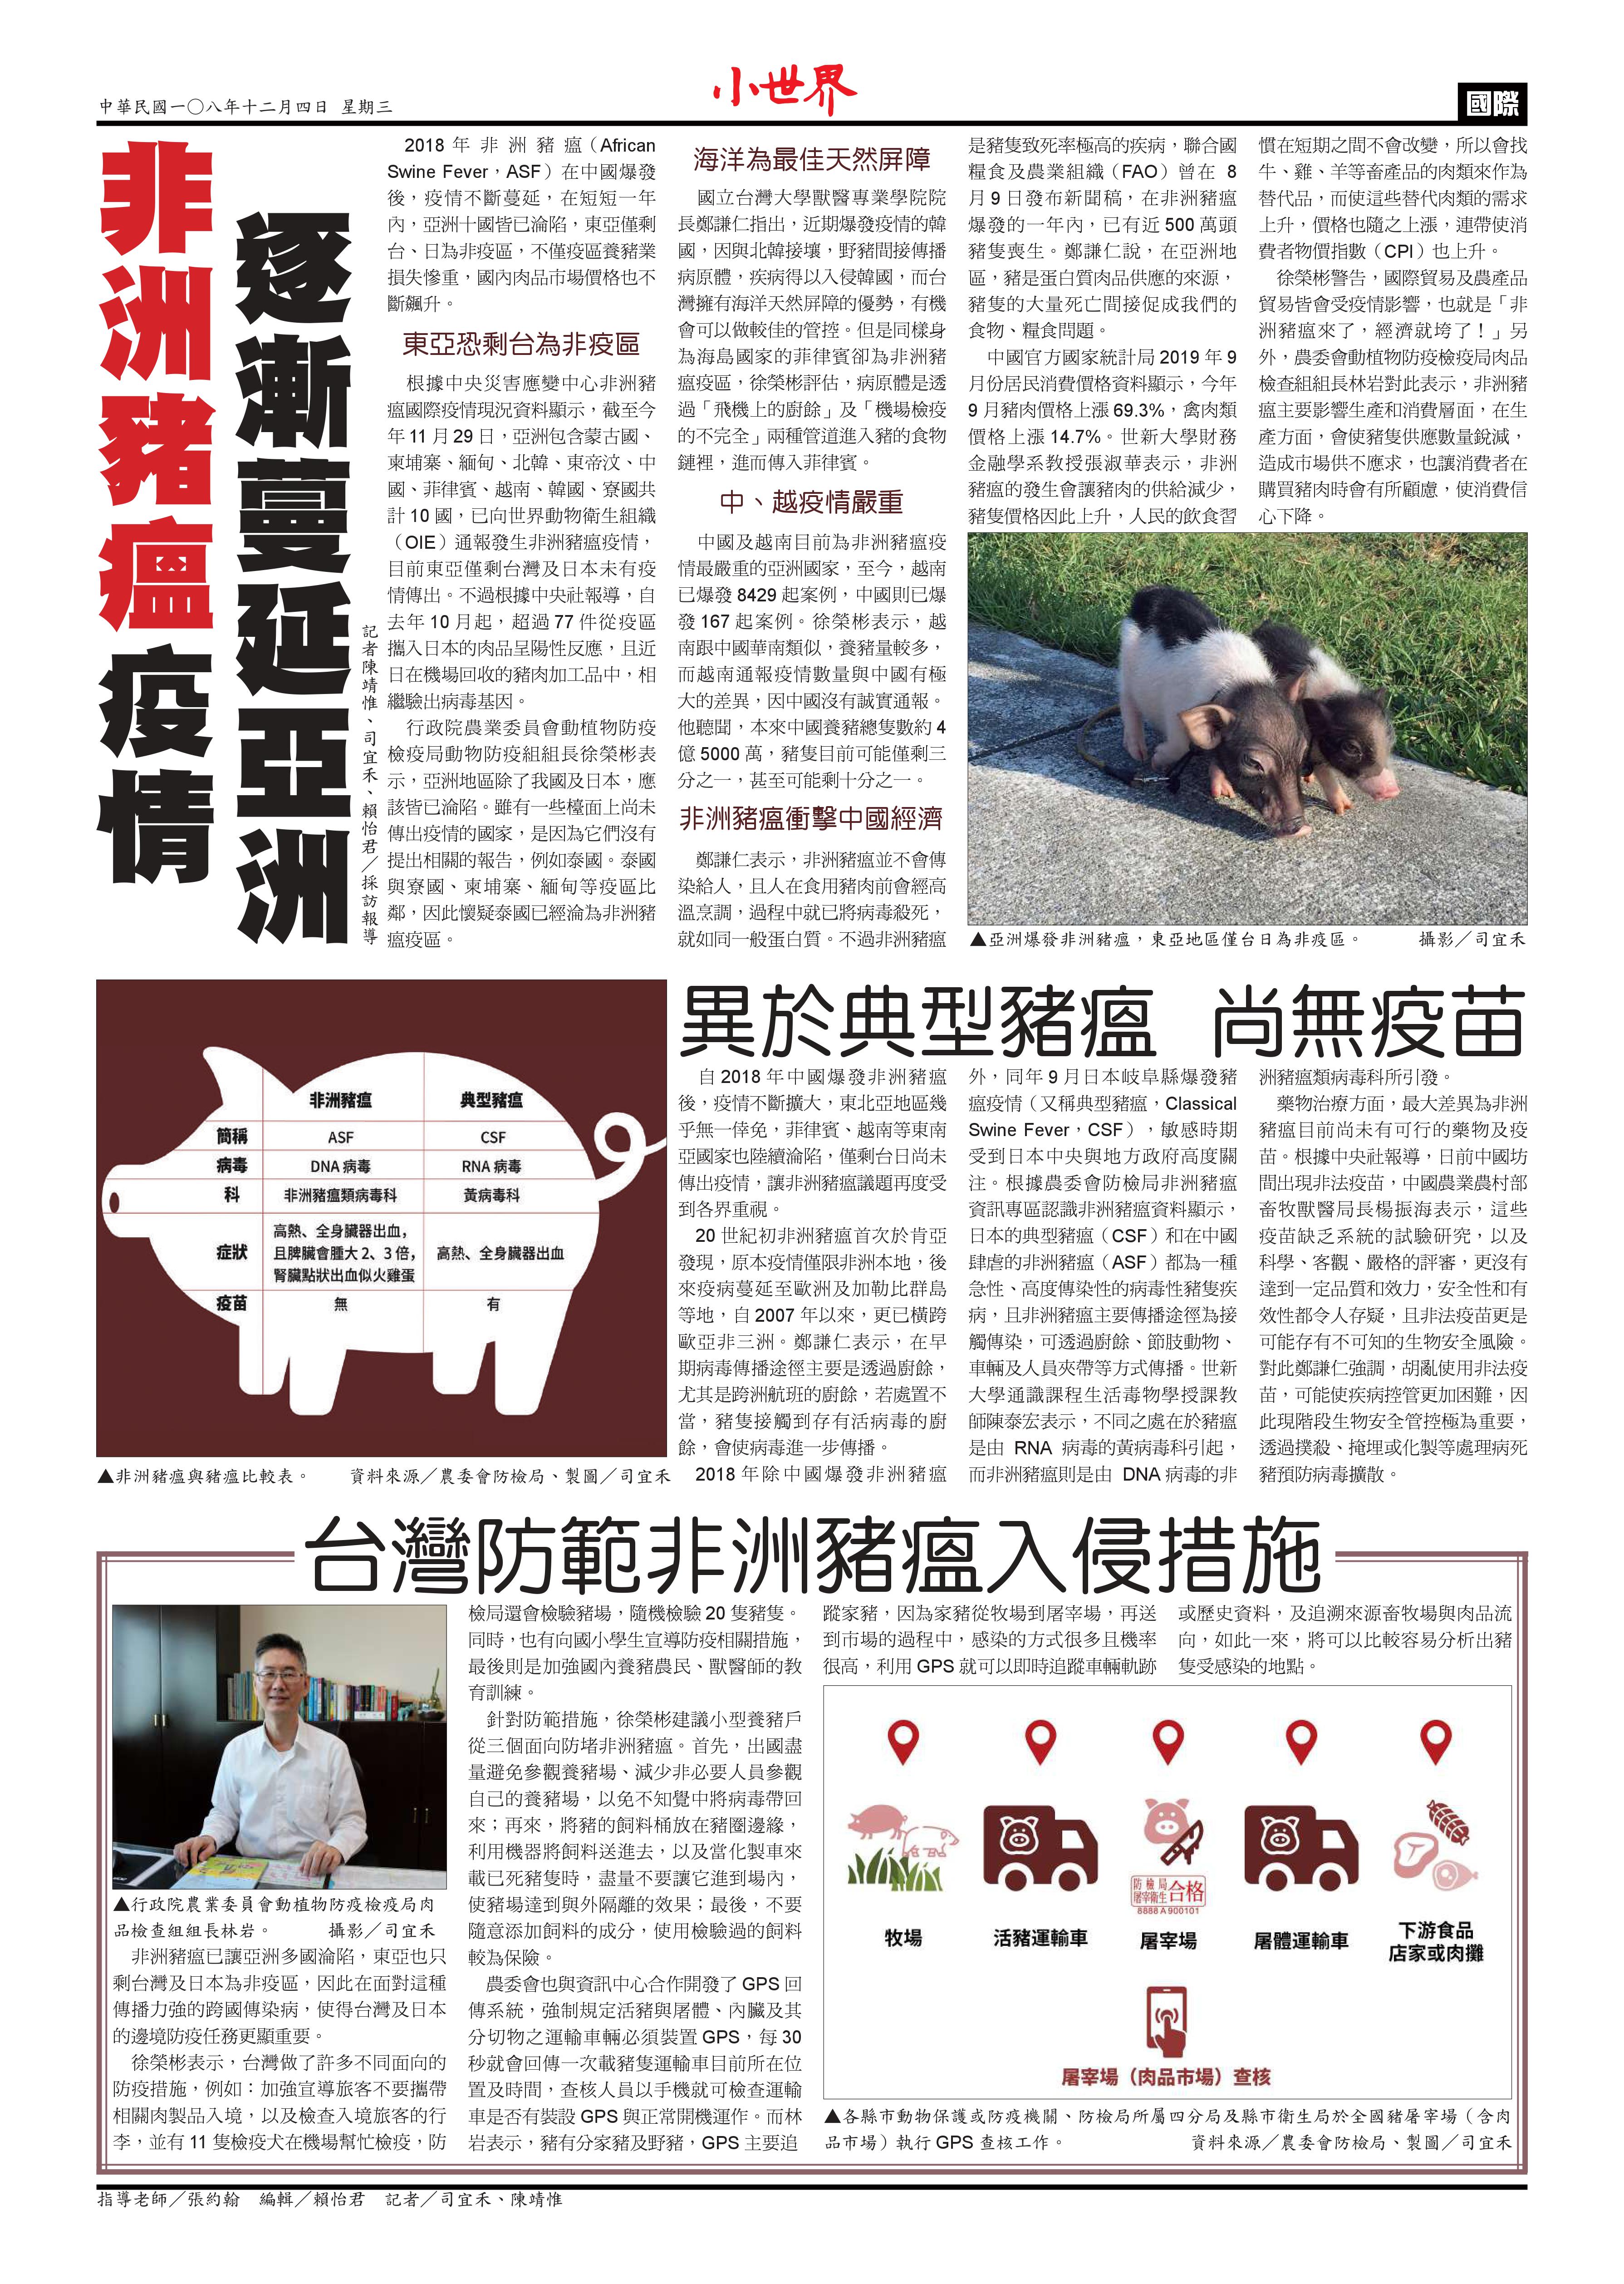 中華民國一〇八年十二月四日 星期三
小世界
國際
非洲豬瘟疫情
逐漸蔓延亞洲
記者陳靖惟、司宜禾、賴怡君／採訪報導
2018 年 非 洲 豬 瘟（African
Swine Fever，ASF）在中國爆發
後，疫情不斷蔓延，在短短一年
內，亞洲十國皆已淪陷，東亞僅剩
台、日為非疫區，不僅疫區養豬業
損失慘重，國內肉品市場價格也不
斷飆升。
東亞恐剩台為非疫區
根據中央災害應變中心非洲豬
瘟國際疫情現況資料顯示，截至今
年 11 月 29 日，亞洲包含蒙古國、
柬埔寨、緬甸、北韓、東帝汶、中
國、菲律賓、越南、韓國、寮國共
計 10 國，已向世界動物衛生組織
（OIE）通報發生非洲豬瘟疫情，
目前東亞僅剩台灣及日本未有疫
情傳出。不過根據中央社報導，自
去年 10 月起，超過 77 件從疫區
攜入日本的肉品呈陽性反應，且近
日在機場回收的豬肉加工品中，相
繼驗出病毒基因。
行政院農業委員會動植物防疫
檢疫局動物防疫組組長徐榮彬表
示，亞洲地區除了我國及日本，應
該皆已淪陷。雖有一些檯面上尚未
傳出疫情的國家，是因為它們沒有
提出相關的報告，例如泰國。泰國
與寮國、柬埔寨、緬甸等疫區比
鄰，因此懷疑泰國已經淪為非洲豬
瘟疫區。
海洋為最佳天然屏障
國立台灣大學獸醫專業學院院
長鄭謙仁指出，近期爆發疫情的韓
國，因與北韓接壤，野豬間接傳播
病原體，疾病得以入侵韓國，而台
灣擁有海洋天然屏障的優勢，有機
會可以做較佳的管控。但是同樣身
為海島國家的菲律賓卻為非洲豬
瘟疫區，徐榮彬評估，病原體是透
過「飛機上的廚餘」及「機場檢疫
的不完全」兩種管道進入豬的食物
鏈裡，進而傳入菲律賓。
中、越疫情嚴重
中國及越南目前為非洲豬瘟疫
情最嚴重的亞洲國家，至今，越南
已爆發 8429 起案例，中國則已爆
發 167 起案例。徐榮彬表示，越
南跟中國華南類似，養豬量較多，
而越南通報疫情數量與中國有極
大的差異，因中國沒有誠實通報。
他聽聞，本來中國養豬總隻數約 4
億 5000 萬，豬隻目前可能僅剩三
分之一，甚至可能剩十分之一。
非洲豬瘟衝擊中國經濟
鄭謙仁表示，非洲豬瘟並不會傳
染給人，且人在食用豬肉前會經高
溫烹調，過程中就已將病毒殺死，
就如同一般蛋白質。不過非洲豬瘟
是豬隻致死率極高的疾病，聯合國
糧食及農業組織（FAO）曾在 8
月 9 日發布新聞稿，在非洲豬瘟
爆發的一年內，已有近 500 萬頭
豬隻喪生。鄭謙仁說，在亞洲地
區，豬是蛋白質肉品供應的來源，
豬隻的大量死亡間接促成我們的
食物、糧食問題。
中國官方國家統計局 2019 年 9
月份居民消費價格資料顯示，今年
9 月豬肉價格上漲 69.3%，禽肉類
價格上漲 14.7%。世新大學財務
金融學系教授張淑華表示，非洲
豬瘟的發生會讓豬肉的供給減少，
豬隻價格因此上升，人民的飲食習
慣在短期之間不會改變，所以會找
牛、雞、羊等畜產品的肉類來作為
替代品，而使這些替代肉類的需求
上升，價格也隨之上漲，連帶使消
費者物價指數（CPI）也上升。
徐榮彬警告，國際貿易及農產品
貿易皆會受疫情影響，也就是「非
洲豬瘟來了，經濟就垮了！」另
外，農委會動植物防疫檢疫局肉品
檢查組組長林岩對此表示，非洲豬
瘟主要影響生產和消費層面，在生
產方面，會使豬隻供應數量銳減，
造成市場供不應求，也讓消費者在
購買豬肉時會有所顧慮，使消費信
心下降。
▲亞洲爆發非洲豬瘟，東亞地區僅台日為非疫區。 攝影／司宜禾
非洲豬瘟 典型豬瘟
簡稱 ASF CSF
病毒 DNA 病毒 RNA 病毒
科 非洲豬瘟類病毒科 黃病毒科
症狀 高熱、全身臟器出血，
且脾臟會腫大 2、3 倍，
腎臟點狀出血似火雞蛋
高熱、全身臟器出血
疫苗 無 有
▲非洲豬瘟與豬瘟比較表。 資料來源／農委會防檢局、製圖／司宜禾
異於典型豬瘟 尚無疫苗
自 2018 年中國爆發非洲豬瘟
後，疫情不斷擴大，東北亞地區幾
乎無一倖免，菲律賓、越南等東南
亞國家也陸續淪陷，僅剩台日尚未
傳出疫情，讓非洲豬瘟議題再度受
到各界重視。
20 世紀初非洲豬瘟首次於肯亞
發現，原本疫情僅限非洲本地，後
來疫病蔓延至歐洲及加勒比群島
等地，自 2007 年以來，更已橫跨
歐亞非三洲。鄭謙仁表示，在早
期病毒傳播途徑主要是透過廚餘，
尤其是跨洲航班的廚餘，若處置不
當，豬隻接觸到存有活病毒的廚
餘，會使病毒進一步傳播。
2018 年除中國爆發非洲豬瘟
外，同年 9 月日本岐阜縣爆發豬
瘟疫情（又稱典型豬瘟，Classical
Swine Fever，CSF），敏感時期
受到日本中央與地方政府高度關
注。根據農委會防檢局非洲豬瘟
資訊專區認識非洲豬瘟資料顯示，
日本的典型豬瘟（CSF）和在中國
肆虐的非洲豬瘟（ASF）都為一種
急性、高度傳染性的病毒性豬隻疾
病，且非洲豬瘟主要傳播途徑為接
觸傳染，可透過廚餘、節肢動物、
車輛及人員夾帶等方式傳播。世新
大學通識課程生活毒物學授課教
師陳泰宏表示，不同之處在於豬瘟
是由 RNA 病毒的黃病毒科引起，
而非洲豬瘟則是由 DNA 病毒的非
洲豬瘟類病毒科所引發。
藥物治療方面，最大差異為非洲
豬瘟目前尚未有可行的藥物及疫
苗。根據中央社報導，日前中國坊
間出現非法疫苗，中國農業農村部
畜牧獸醫局長楊振海表示，這些
疫苗缺乏系統的試驗研究，以及
科學、客觀、嚴格的評審，更沒有
達到一定品質和效力，安全性和有
效性都令人存疑，且非法疫苗更是
可能存有不可知的生物安全風險。
對此鄭謙仁強調，胡亂使用非法疫
苗，可能使疾病控管更加困難，因
此現階段生物安全管控極為重要，
透過撲殺、掩埋或化製等處理病死
豬預防病毒擴散。
台灣防範非洲豬瘟入侵措施
▲行政院農業委員會動植物防疫檢疫局肉
品檢查組組長林岩。 攝影／司宜禾
非洲豬瘟已讓亞洲多國淪陷，東亞也只
剩台灣及日本為非疫區，因此在面對這種
傳播力強的跨國傳染病，使得台灣及日本
的邊境防疫任務更顯重要。
徐榮彬表示，台灣做了許多不同面向的
防疫措施，例如：加強宣導旅客不要攜帶
相關肉製品入境，以及檢查入境旅客的行
李，並有 11 隻檢疫犬在機場幫忙檢疫，防
檢局還會檢驗豬場，隨機檢驗 20 隻豬隻。
同時，也有向國小學生宣導防疫相關措施，
最後則是加強國內養豬農民、獸醫師的教
育訓練。
針對防範措施，徐榮彬建議小型養豬戶
從三個面向防堵非洲豬瘟。首先，出國盡
量避免參觀養豬場、減少非必要人員參觀
自己的養豬場，以免不知覺中將病毒帶回
來；再來，將豬的飼料桶放在豬圈邊緣，
利用機器將飼料送進去，以及當化製車來
載已死豬隻時，盡量不要讓它進到場內，
使豬場達到與外隔離的效果；最後，不要
隨意添加飼料的成分，使用檢驗過的飼料
較為保險。
農委會也與資訊中心合作開發了 GPS 回
傳系統，強制規定活豬與屠體、內臟及其
分切物之運輸車輛必須裝置 GPS，每 30
秒就會回傳一次載豬隻運輸車目前所在位
置及時間，查核人員以手機就可檢查運輸
車是否有裝設 GPS 與正常開機運作。而林
岩表示，豬有分家豬及野豬，GPS 主要追
蹤家豬，因為家豬從牧場到屠宰場，再送
到市場的過程中，感染的方式很多且機率
很高，利用 GPS 就可以即時追蹤車輛軌跡
或歷史資料，及追溯來源畜牧場與肉品流
向，如此一來，將可以比較容易分析出豬
隻受感染的地點。
防檢局
屠宰衛生 合格
8888 A 900101
牧場 活豬運輸車 屠宰場 屠體運輸車 下游食品
店家或肉攤
屠宰場（肉品市場）查核
▲各縣市動物保護或防疫機關、防檢局所屬四分局及縣市衛生局於全國豬屠宰場（含肉
品市場）執行 GPS 查核工作。 資料來源／農委會防檢局、製圖／司宜禾
指導老師／張約翰 編輯／賴怡君 記者／司宜禾、陳靖惟